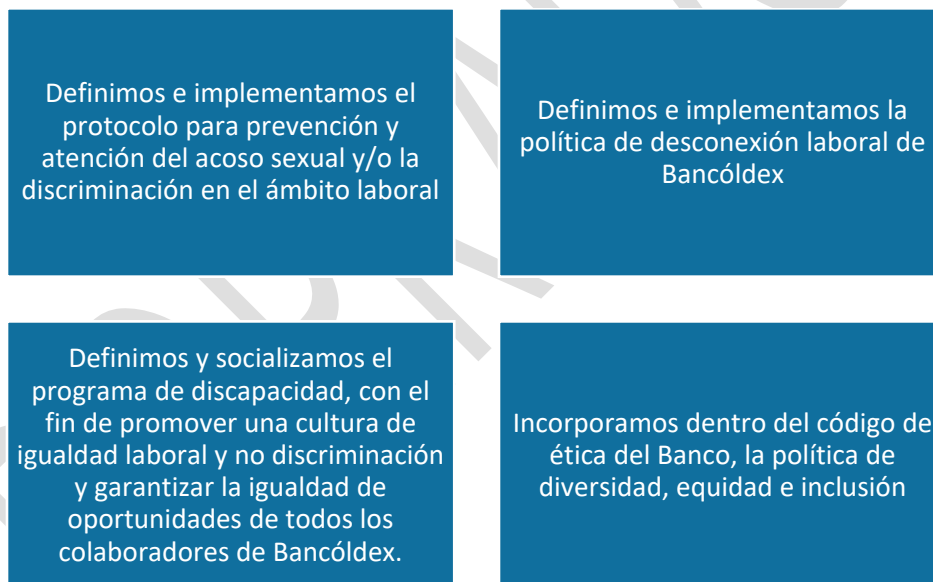 Definimos e implementamos el
protocolo para prevención y
atención del acoso sexual y/o la
discriminación en el ámbito laboral
Definimos e implementamos la
política de desconexión laboral de
Bancóldex
Definimos y socializamos el
programa de discapacidad, con el
fin de promover una cultura de
igualdad laboral y no discriminación
y garantizar la igualdad de
oportunidades de todos los
colaboradores de Bancóldex.
Incorporamos dentro del código de
ética del Banco, la política de
diversidad, equidad e inclusión